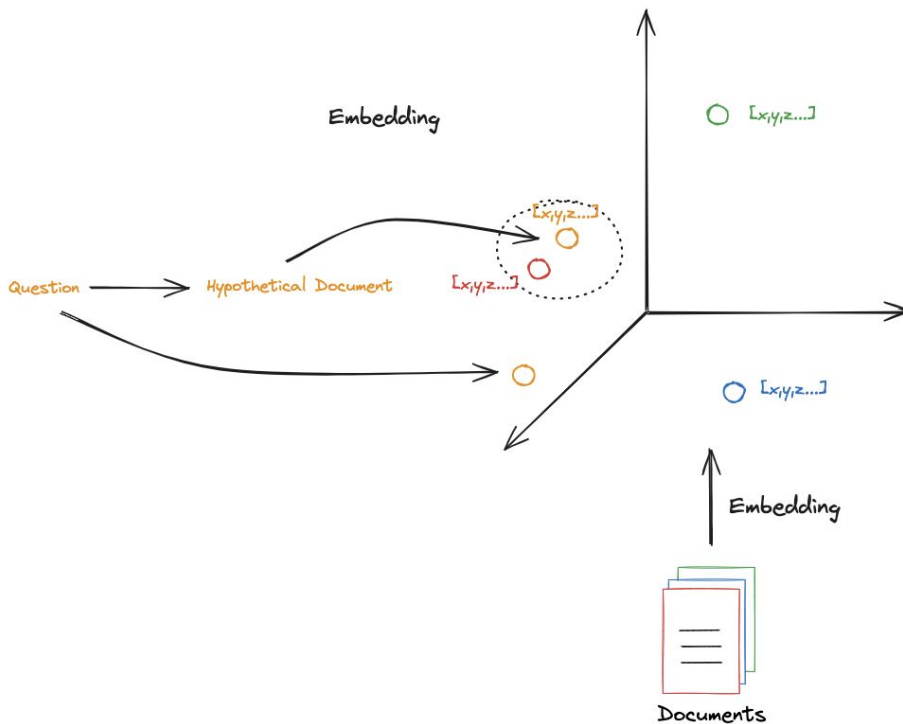 Embedding
[x,y,z...]
[x,y,z...]
[x,y,z...]
Question
Hypothetical Document
[x,y,z...]
Embedding
Documents